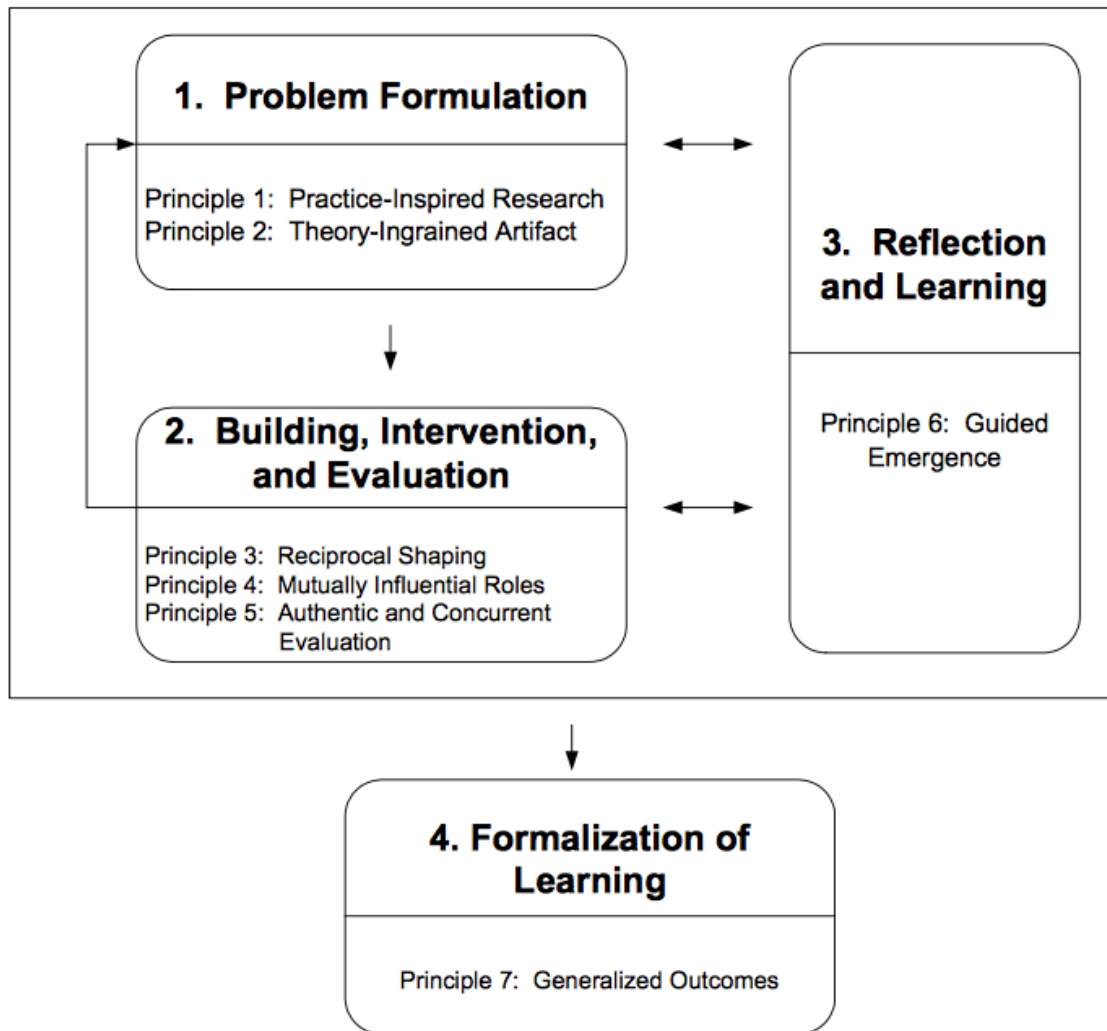 1. Problem Formulation
Principle 1: Practice-Inspired Research
Principle 2: Theory-Ingrained Artifact
2. Building, Intervention,
and Evaluation
Principle 3: Reciprocal Shaping
Principle 4: Mutually Influential Roles
Principle 5: Authentic and Concurrent
Evaluation
3. Reflection
and Learning
Principle 6: Guided
Emergence
4. Formalization of
Learning
Principle 7: Generalized Outcomes